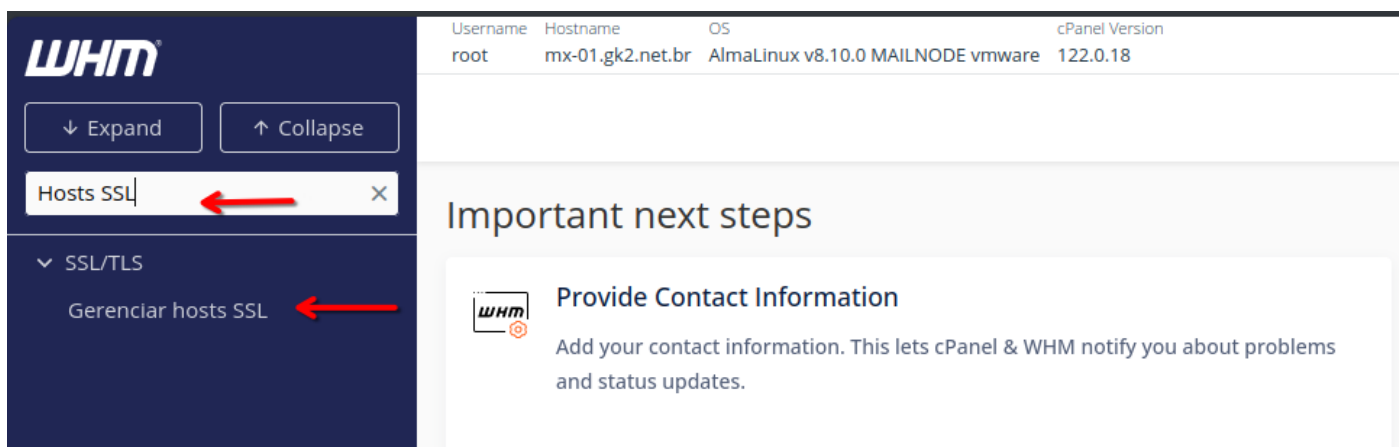 WHM
↓ Expand
↑ Collapse
Hosts SSL
SSL/TLS
Gerenciar hosts SSL
Username Hostname OS cPanel Version
root mx-01.gk2.net.br AlmaLinux v8.10.0 MAILNODE vmware 122.0.18
Important next steps
WHM
Provide Contact Information
Add your contact information. This lets cPanel & WHM notify you about problems
and status updates.